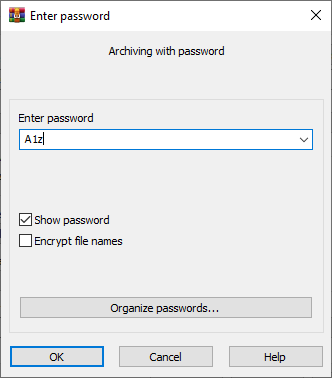 Enter password
Archiving with password
Enter password
A1z
Show password
Encrypt file names
Organize passwords...
OK
Cancel
Help